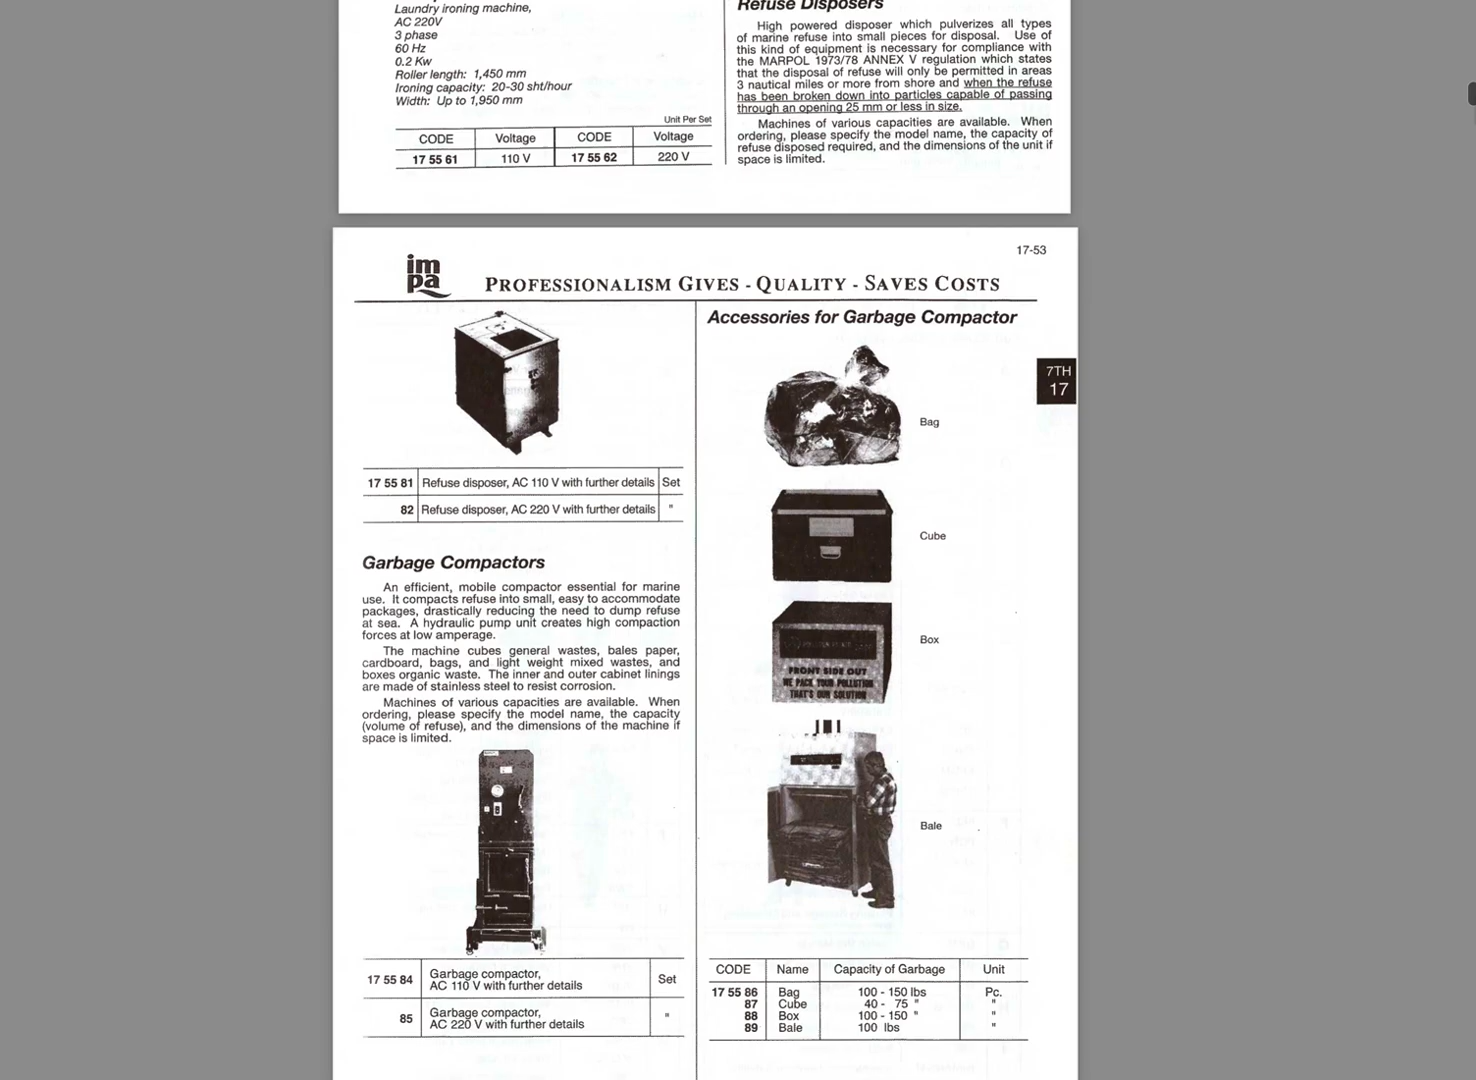 Laundry ironing machine,
AC 220V
3 phase
60 Hz
0.2 Kw
Roller length: 1,450 mm
Ironing capacity: 20-30 sht/hour
Width: Up to 1,950 mm
Unit Per Set
CODE Voltage CODE Voltage
17 55 61 110 V 17 55 62 220 V
Refuse Disposers
High powered disposer which pulverizes all types
of marine refuse into small pieces for disposal. Use of
this kind of equipment is necessary for compliance with
the MARPOL 1973/78 ANNEX V regulation which states
that the disposal of refuse will only be permitted in areas
3 nautical miles or more from shore and when the refuse
has been broken down into particles capable of passing
through an opening 25 mm or less in size.
Machines of various capacities are available. When
ordering, please specify the model name, the capacity of
refuse disposed required, and the dimensions of the unit if
space is limited.
17-53
impa
PROFESSIONALISM GIVES - QUALITY - SAVES COSTS
7TH
17
17 55 81 Refuse disposer, AC 110 V with further details Set
82 Refuse disposer, AC 220 V with further details "
Garbage Compactors
An efficient, mobile compactor essential for marine
use. It compacts refuse into small, easy to accommodate
packages, drastically reducing the need to dump refuse
at sea. A hydraulic pump unit creates high compaction
forces at low amperage.
The machine cubes general wastes, bales paper,
cardboard, bags, and light weight mixed wastes, and
boxes organic waste. The inner and outer cabinet linings
are made of stainless steel to resist corrosion.
Machines of various capacities are available. When
ordering, please specify the model name, the capacity
(volume of refuse), and the dimensions of the machine if
space is limited.
17 55 84 Garbage compactor, Set
AC 110 V with further details
85 Garbage compactor, "
AC 220 V with further details
Accessories for Garbage Compactor
Bag
Cube
Box
FRONT SIDE OUT
WE PACK YOUR POLLUTION
THAT'S OUR SOLUTION
Bale
CODE Name Capacity of Garbage Unit
17 55 86 Bag 100 - 150 lbs Pc.
87 Cube 40 - 75 " "
88 Box 100 - 150 " "
89 Bale 100 lbs "